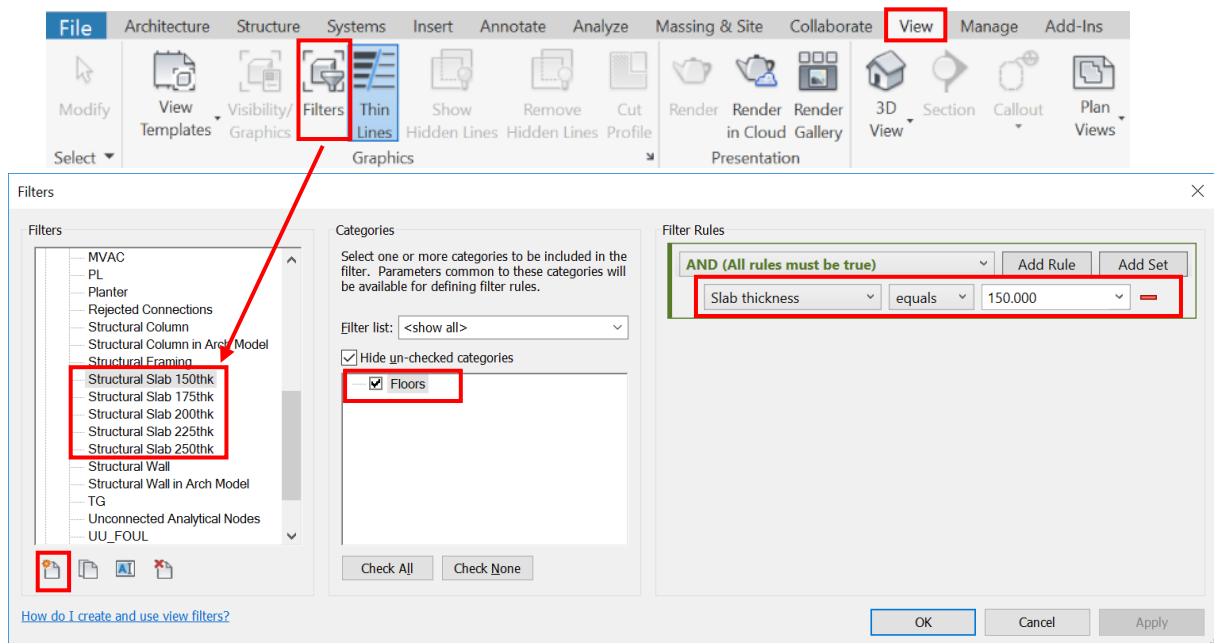 File Architecture Structure Systems Insert Annotate Analyze Massing & Site Collaborate View Manage Add-Ins
Modify
View Templates
Visibility/ Graphics
Filters
Thin Lines
Show Hidden Lines
Remove Hidden Lines
Cut Profile
Render
Render in Cloud
Render Gallery
3D View
Section
Callout
Plan Views
Select
Graphics
Presentation
Filters
Filters
MVAC
PL
Planter
Rejected Connections
Structural Column
Structural Column in Arch Model
Structural Framing
Structural Slab 150thk
Structural Slab 175thk
Structural Slab 200thk
Structural Slab 225thk
Structural Slab 250thk
Structural Wall
Structural Wall in Arch Model
TG
Unconnected Analytical Nodes
UU_FOUL
AI
How do I create and use view filters?
Categories
Select one or more categories to be included in the
filter. Parameters common to these categories will
be available for defining filter rules.
Filter list: <show all>
Hide un-checked categories
Floors
Check All Check None
Filter Rules
AND (All rules must be true) Add Rule Add Set
Slab thickness equals 150.000
OK Cancel Apply